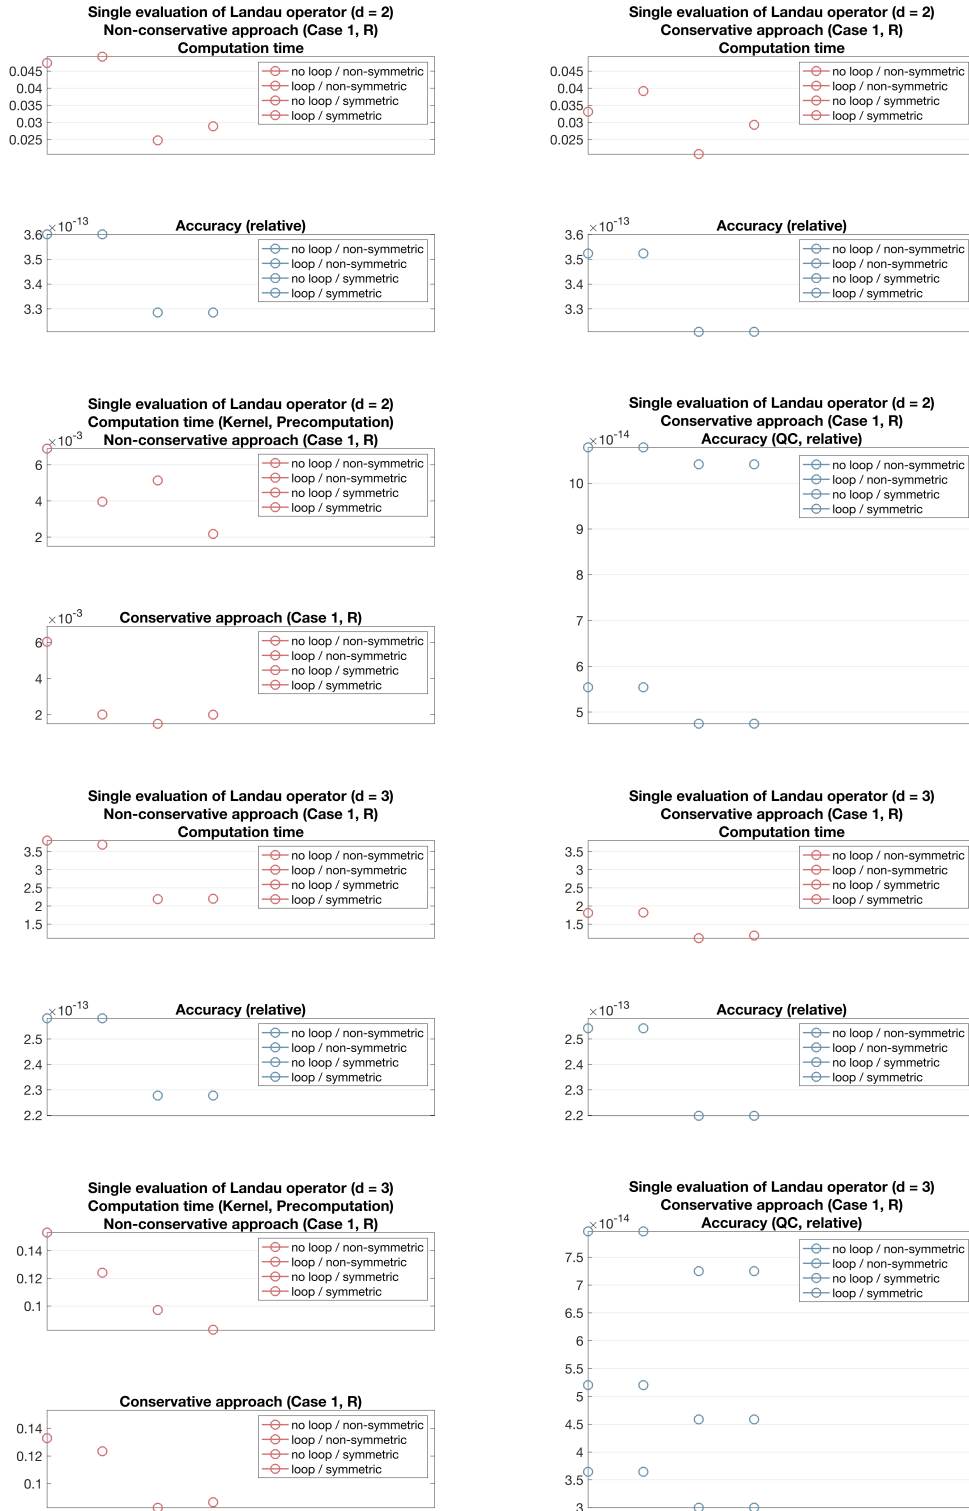 Single evaluation of Landau operator (d = 2)
Non-conservative approach (Case 1, R)
Computation time
0.045
0.04
0.035
0.03
0.025
no loop / non-symmetric
loop / non-symmetric
no loop / symmetric
loop / symmetric
Single evaluation of Landau operator (d = 2)
Conservative approach (Case 1, R)
Computation time
0.045
0.04
0.035
0.03
0.025
no loop / non-symmetric
loop / non-symmetric
no loop / symmetric
loop / symmetric
Accuracy (relative)
×10^-13
3.6
3.5
3.4
3.3
no loop / non-symmetric
loop / non-symmetric
no loop / symmetric
loop / symmetric
Accuracy (relative)
×10^-13
3.6
3.5
3.4
3.3
no loop / non-symmetric
loop / non-symmetric
no loop / symmetric
loop / symmetric
Single evaluation of Landau operator (d = 2)
Computation time (Kernel, Precomputation)
Non-conservative approach (Case 1, R)
×10^-3
6
4
2
no loop / non-symmetric
loop / non-symmetric
no loop / symmetric
loop / symmetric
Conservative approach (Case 1, R)
×10^-3
6
4
2
no loop / non-symmetric
loop / non-symmetric
no loop / symmetric
loop / symmetric
Single evaluation of Landau operator (d = 2)
Conservative approach (Case 1, R)
Accuracy (QC, relative)
×10^-14
10
9
8
7
6
5
no loop / non-symmetric
loop / non-symmetric
no loop / symmetric
loop / symmetric
Single evaluation of Landau operator (d = 3)
Non-conservative approach (Case 1, R)
Computation time
3.5
3
2.5
2
1.5
no loop / non-symmetric
loop / non-symmetric
no loop / symmetric
loop / symmetric
Single evaluation of Landau operator (d = 3)
Conservative approach (Case 1, R)
Computation time
3.5
3
2.5
2
1.5
no loop / non-symmetric
loop / non-symmetric
no loop / symmetric
loop / symmetric
Accuracy (relative)
×10^-13
2.5
2.4
2.3
2.2
no loop / non-symmetric
loop / non-symmetric
no loop / symmetric
loop / symmetric
Accuracy (relative)
×10^-13
2.5
2.4
2.3
2.2
no loop / non-symmetric
loop / non-symmetric
no loop / symmetric
loop / symmetric
Single evaluation of Landau operator (d = 3)
Computation time (Kernel, Precomputation)
Non-conservative approach (Case 1, R)
0.14
0.12
0.1
no loop / non-symmetric
loop / non-symmetric
no loop / symmetric
loop / symmetric
Conservative approach (Case 1, R)
0.14
0.12
0.1
no loop / non-symmetric
loop / non-symmetric
no loop / symmetric
loop / symmetric
Single evaluation of Landau operator (d = 3)
Conservative approach (Case 1, R)
Accuracy (QC, relative)
×10^-14
7.5
7
6.5
6
5.5
5
4.5
4
3.5
3
no loop / non-symmetric
loop / non-symmetric
no loop / symmetric
loop / symmetric